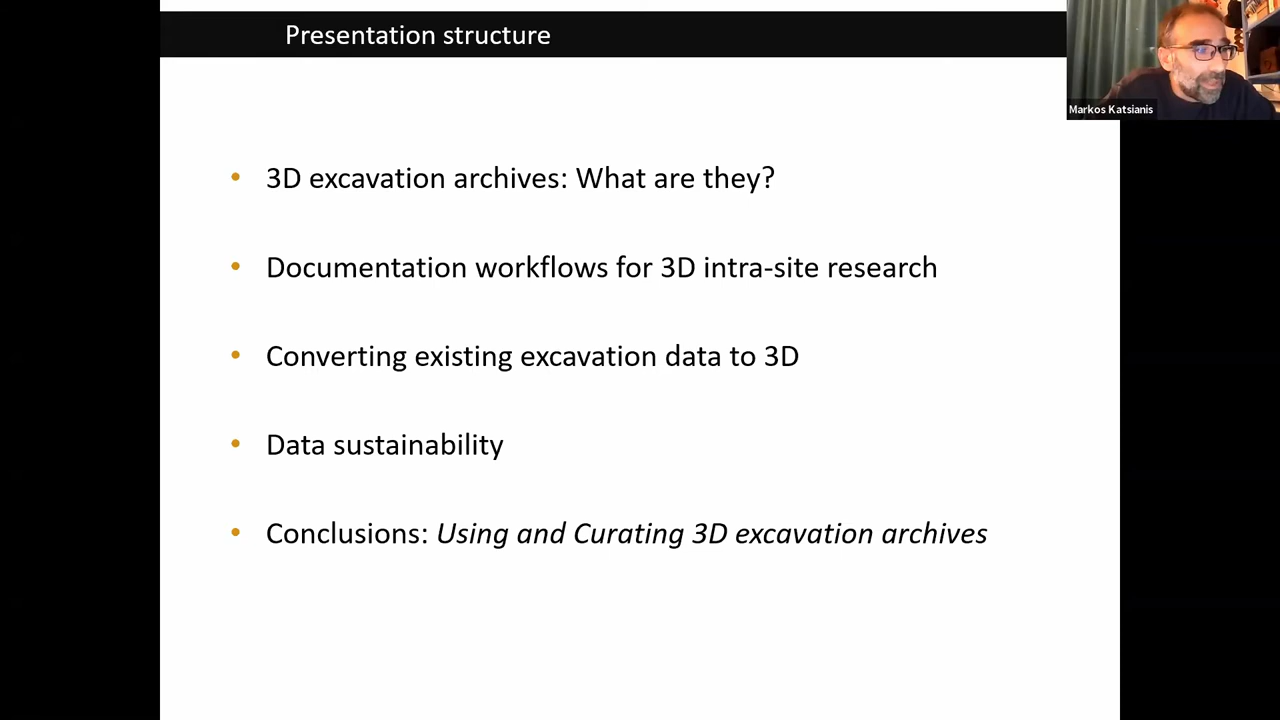 Presentation structure
Markos Katsianis
• 3D excavation archives: What are they?
• Documentation workflows for 3D intra-site research
• Converting existing excavation data to 3D
• Data sustainability
• Conclusions: Using and Curating 3D excavation archives